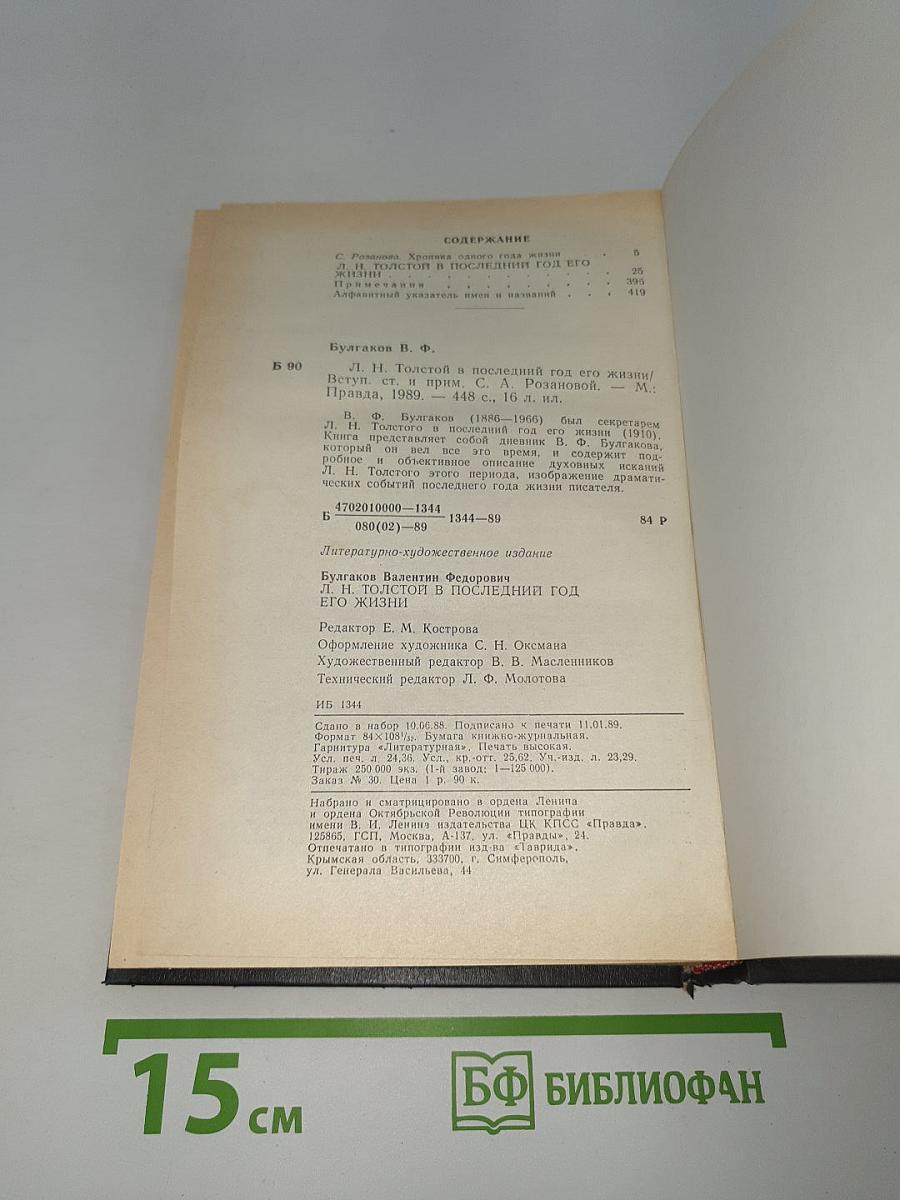 СОДЕРЖАНИЕ
С. Розанова. Хроника одного года жизни . . 5
Л. Н. ТОЛСТОЙ В ПОСЛЕДНИЙ ГОД ЕГО
ЖИЗНИ . . . . . . . . . . . . 25
Примечания . . . . . . . . 395
Алфавитный указатель имен и названий . . . 419
Булгаков В. Ф.
Б 90
Л. Н. Толстой в последний год его жизни/
Вступ. ст. и прим. С. А. Розановой. — М.:
Правда, 1989. — 448 с., 16 л. ил.
В. Ф. Булгаков (1886—1966) был секретарем
Л. Н. Толстого в последний год его жизни (1910).
Книга представляет собой дневник В. Ф. Булгакова,
который он вел все это время, и содержит под-
робное и объективное описание духовных исканий
Л. Н. Толстого этого периода, изображение драмати-
ческих событий последнего года жизни писателя.
Б 4702010000—1344 / 080(02)—89 1344—89 84 Р
Литературно-художественное издание
Булгаков Валентин Федорович
Л. Н. ТОЛСТОЙ В ПОСЛЕДНИЙ ГОД
ЕГО ЖИЗНИ
Редактор Е. М. Кострова
Оформление художника С. Н. Оксмана
Художественный редактор В. В. Масленников
Технический редактор Л. Ф. Молотова
ИБ 1344
Сдано в набор 10.06.88. Подписано к печати 11.01.89.
Формат 84×108¹/₃₂. Бумага книжно-журнальная.
Гарнитура «Литературная». Печать высокая.
Усл. печ. л. 24,36. Усл., кр.-отт. 25,62. Уч.-изд. л. 23,29.
Тираж 250 000 экз. (1-й завод: 1—125 000).
Заказ № 30. Цена 1 р. 90 к.
Набрано и сматрицировано в ордена Ленина
и ордена Октябрьской Революции типографии
имени В. И. Ленина издательства ЦК КПСС «Правда».
125865, ГСП, Москва, А-137, ул. «Правды», 24.
Отпечатано в типографии изд-ва «Таврида».
Крымская область, 333700, г. Симферополь,
ул. Генерала Васильева, 44
15 см
БФ БИБЛИОФАН